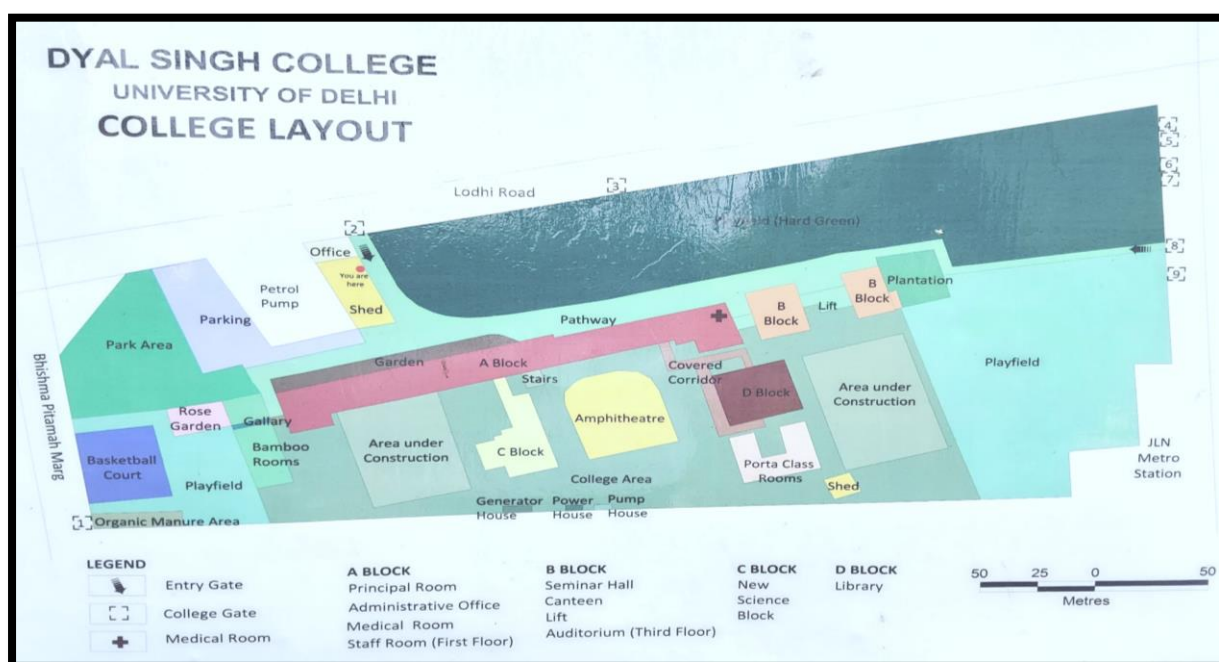 DYAL SINGH COLLEGE
UNIVERSITY OF DELHI
COLLEGE LAYOUT
4
5
6
7
Lodhi Road
3
2
(Hard Green)
Office
8
9
You are
here
Petrol
Pump
Shed
Plantation
B
Block
Lift
B
Block
Parking
Pathway
Park Area
Garden
A Block
Covered
Corridor
Playfield
Stairs
Bhishma Pitamah Marg
Rose
Garden
Gallary
D Block
Area under
Construction
Amphitheatre
Bamboo
Rooms
Area under
Construction
C Block
JLN
Metro
Station
Basketball
Court
Playfield
College Area
Porta Class
Rooms
Shed
Generator
House
Power
House
Pump
House
1
Organic Manure Area
LEGEND
Entry Gate
College Gate
Medical Room
A BLOCK
Principal Room
Administrative Office
Medical Room
Staff Room (First Floor)
B BLOCK
Seminar Hall
Canteen
Lift
Auditorium (Third Floor)
C BLOCK
New
Science
Block
D BLOCK
Library
50 25 0 50
Metres